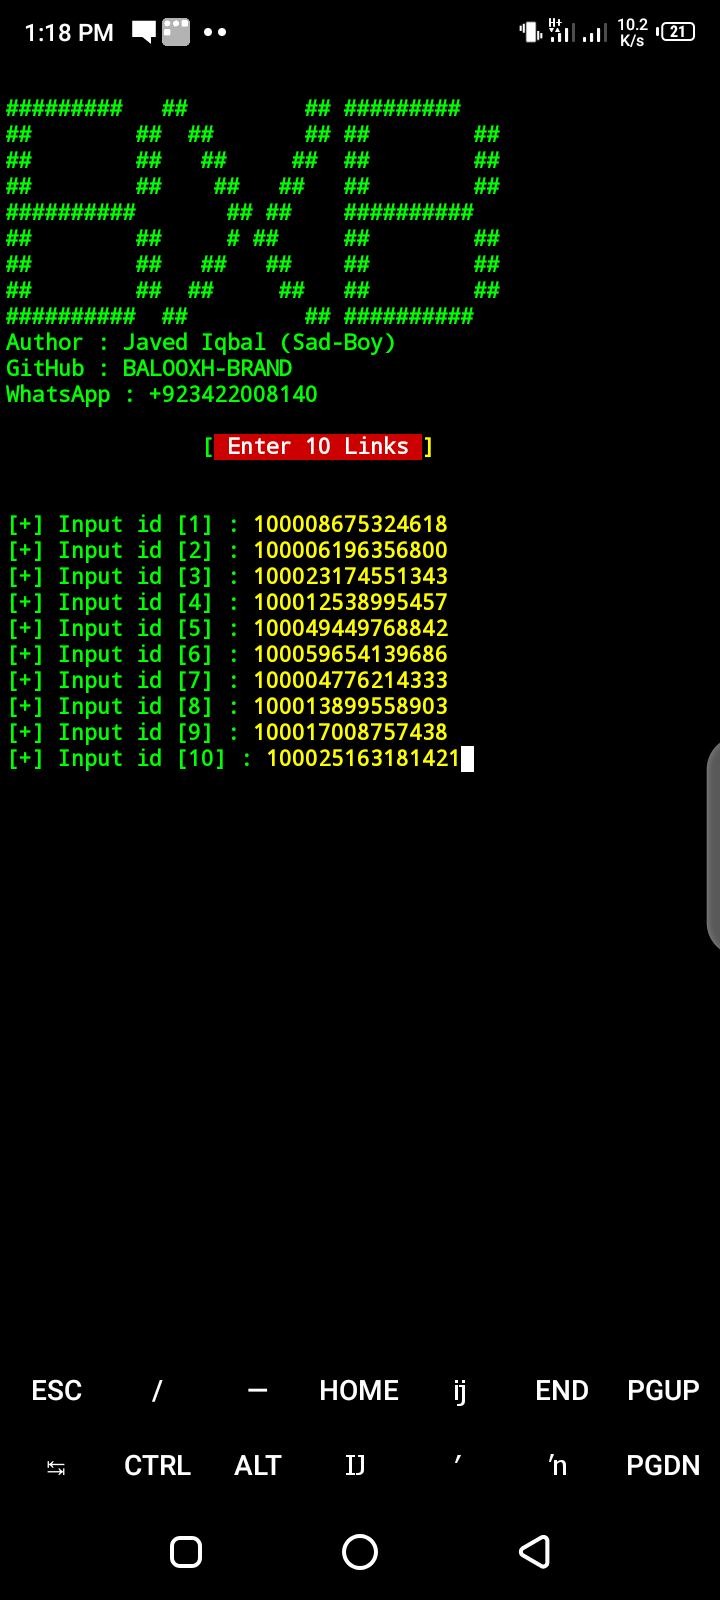 1:18 PM H+ 10.2 K/s 21
######### ## ## #########
## ## ## ## ## ##
## ## ## ## ## ##
## ## ## ## ## ##
########## ## ## ##########
## ## # ## ## ##
## ## ## ## ## ##
## ## ## ## ## ##
########## ## ## ##########
Author : Javed Iqbal (Sad-Boy)
GitHub : BALOOXH-BRAND
WhatsApp : +923422008140
[ Enter 10 Links ]
[+] Input id [1] : 100008675324618
[+] Input id [2] : 100006196356800
[+] Input id [3] : 100023174551343
[+] Input id [4] : 100012538995457
[+] Input id [5] : 100049449768842
[+] Input id [6] : 100059654139686
[+] Input id [7] : 100004776214333
[+] Input id [8] : 100013899558903
[+] Input id [9] : 100017008757438
[+] Input id [10] : 100025163181421
ESC / — HOME ĳ END PGUP
↹ CTRL ALT Ĳ ′ ŉ PGDN